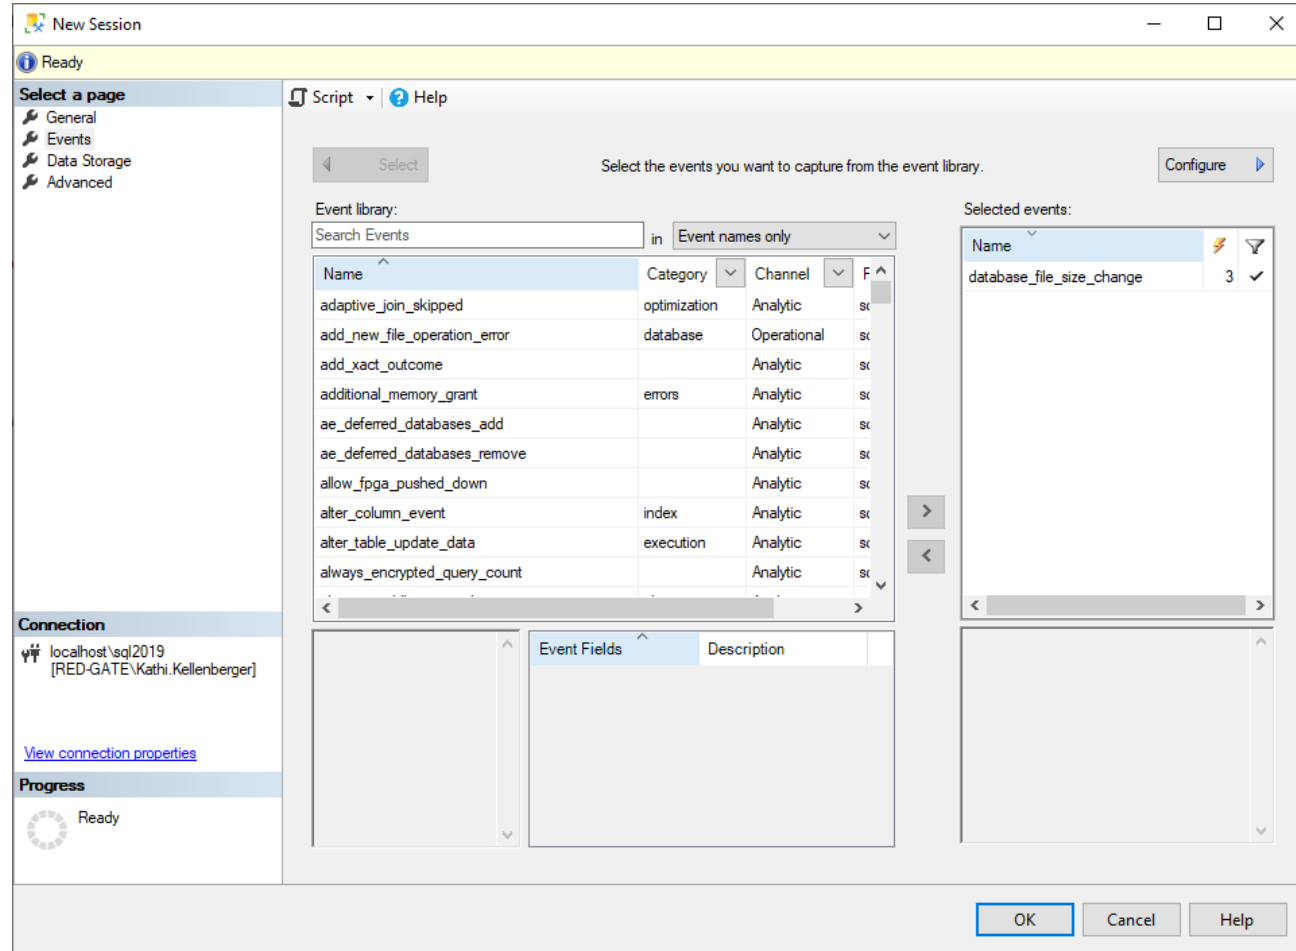 New Session
Ready
Select a page
General
Events
Data Storage
Advanced
Script
Help
Select
Select the events you want to capture from the event library.
Configure
Event library:
Search Events
in
Event names only
Name Category Channel
adaptive_join_skipped optimization Analytic
add_new_file_operation_error database Operational
add_xact_outcome Analytic
additional_memory_grant errors Analytic
ae_deferred_databases_add Analytic
ae_deferred_databases_remove Analytic
allow_fpga_pushed_down Analytic
alter_column_event index Analytic
alter_table_update_data execution Analytic
always_encrypted_query_count Analytic
Selected events:
Name
database_file_size_change 3
Event Fields Description
Connection
localhost\sql2019
[RED-GATE\Kathi.Kellenberger]
View connection properties
Progress
Ready
OK
Cancel
Help